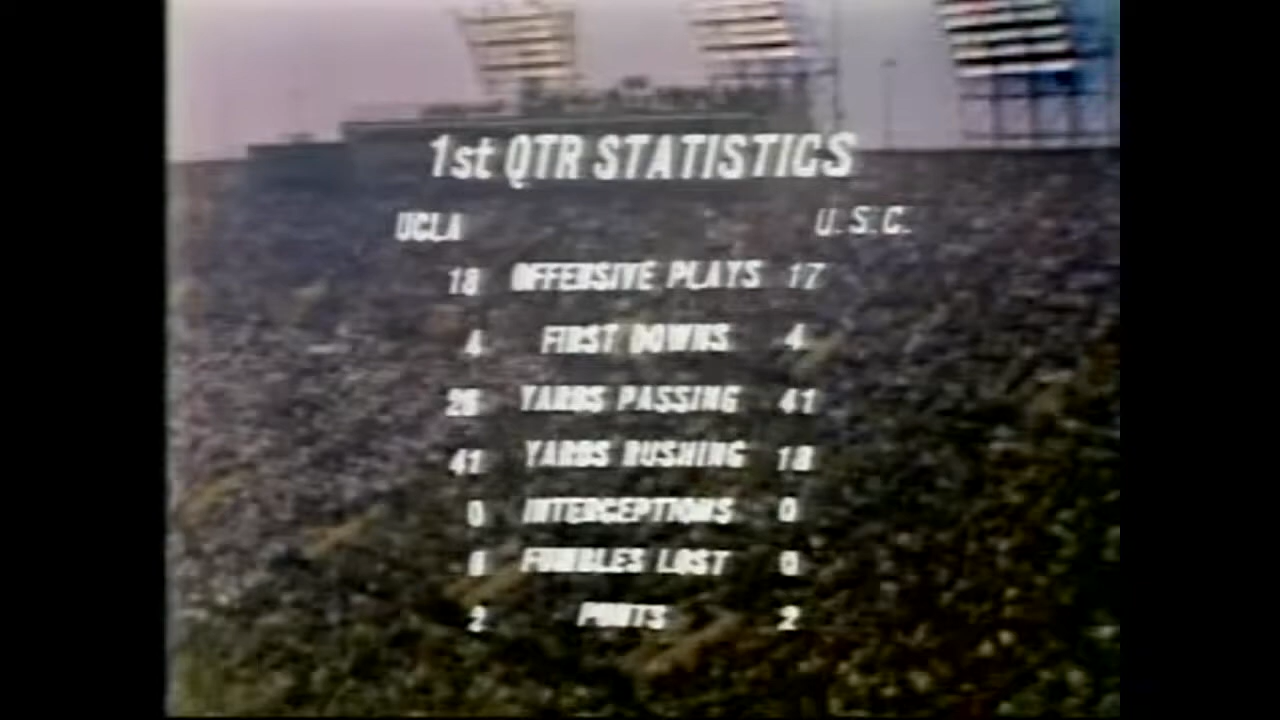 1st QTR STATISTICS
UCLA U.S.C.
18 OFFENSIVE PLAYS 17
4 FIRST DOWNS 4
YARDS PASSING 41
41 YARDS RUSHING 18
0 INTERCEPTIONS 0
FUMBLES LOST 0
2 PUNTS 2